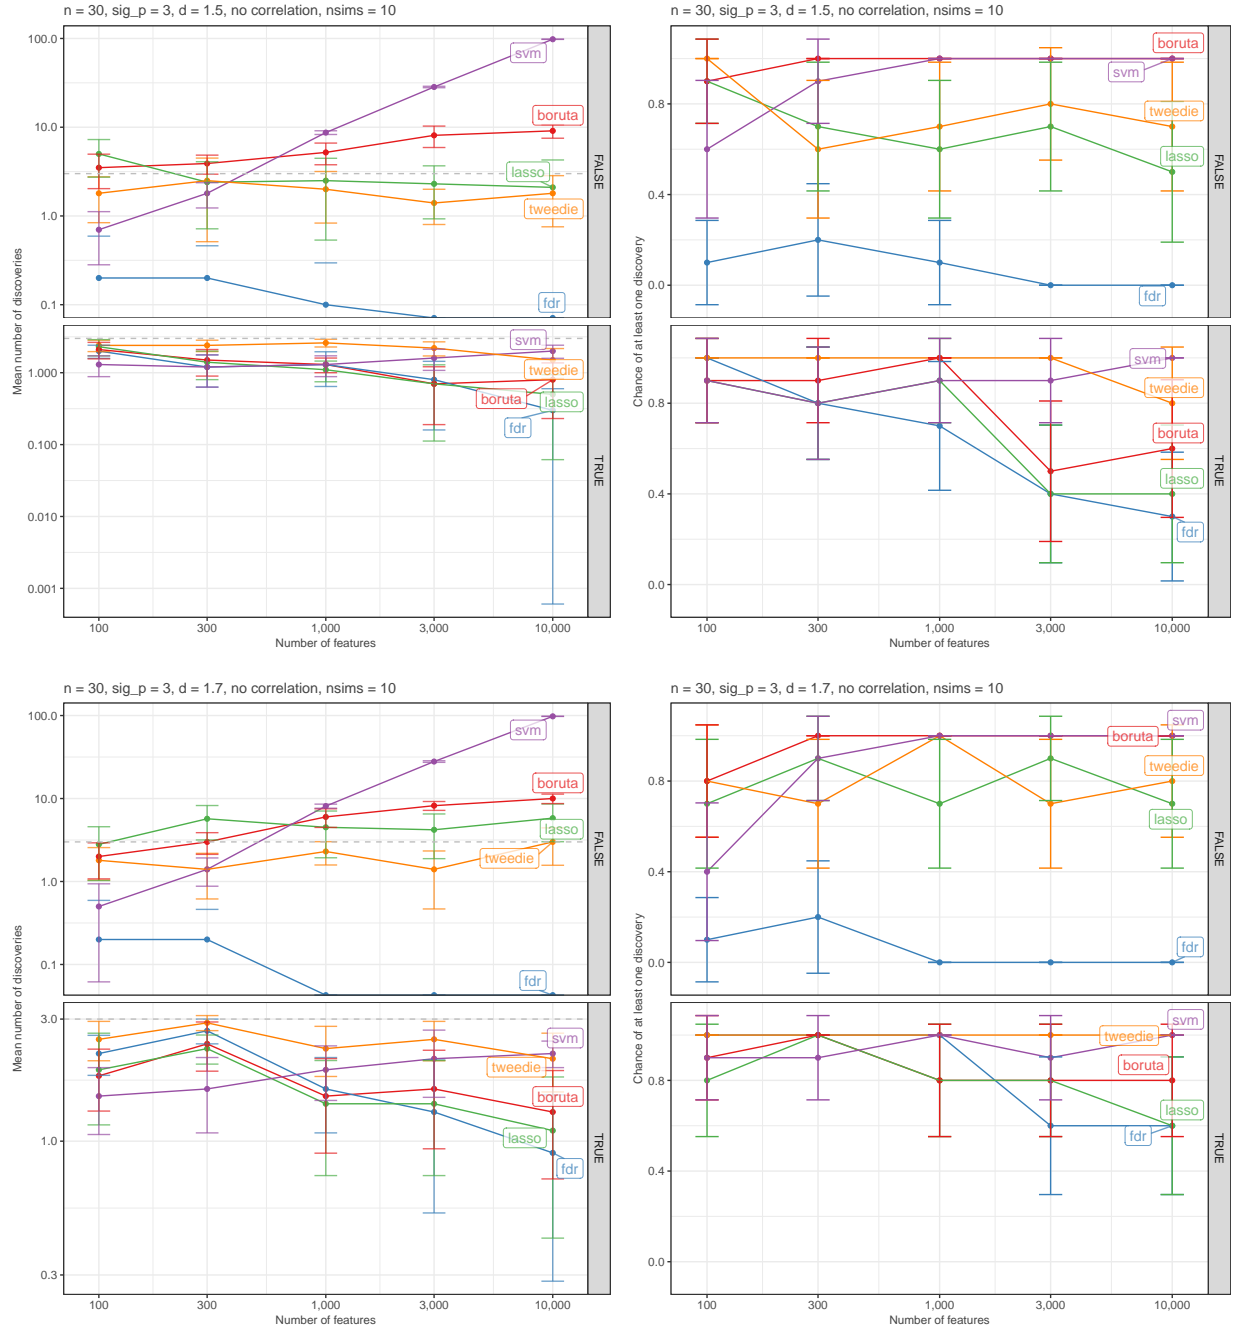 n = 30, sig_p = 3, d = 1.5, no correlation, nsims = 10
100.0
10.0
1.0
0.1
svm
boruta
lasso
tweedie
fdr
FALSE
1.000
0.100
0.010
0.001
svm
tweedie
boruta
lasso
fdr
TRUE
Mean number of discoveries
100
300
1,000
3,000
10,000
Number of features
n = 30, sig_p = 3, d = 1.5, no correlation, nsims = 10
0.8
0.4
0.0
boruta
svm
tweedie
lasso
fdr
FALSE
0.8
0.4
0.0
svm
tweedie
boruta
lasso
fdr
TRUE
Chance of at least one discovery
100
300
1,000
3,000
10,000
Number of features
n = 30, sig_p = 3, d = 1.7, no correlation, nsims = 10
100.0
10.0
1.0
0.1
svm
boruta
lasso
tweedie
fdr
FALSE
3.0
1.0
0.3
svm
tweedie
boruta
lasso
fdr
TRUE
Mean number of discoveries
100
300
1,000
3,000
10,000
Number of features
n = 30, sig_p = 3, d = 1.7, no correlation, nsims = 10
0.8
0.4
0.0
svm
boruta
tweedie
lasso
fdr
FALSE
0.8
0.4
0.0
svm
tweedie
boruta
lasso
fdr
TRUE
Chance of at least one discovery
100
300
1,000
3,000
10,000
Number of features